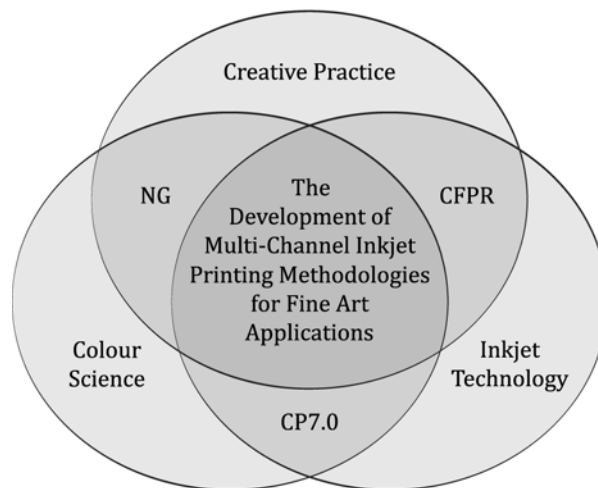 Creative Practice
NG
The
Development of
Multi-Channel Inkjet
Printing Methodologies
for Fine Art
Applications
CFPR
Colour
Science
Inkjet
Technology
CP7.0